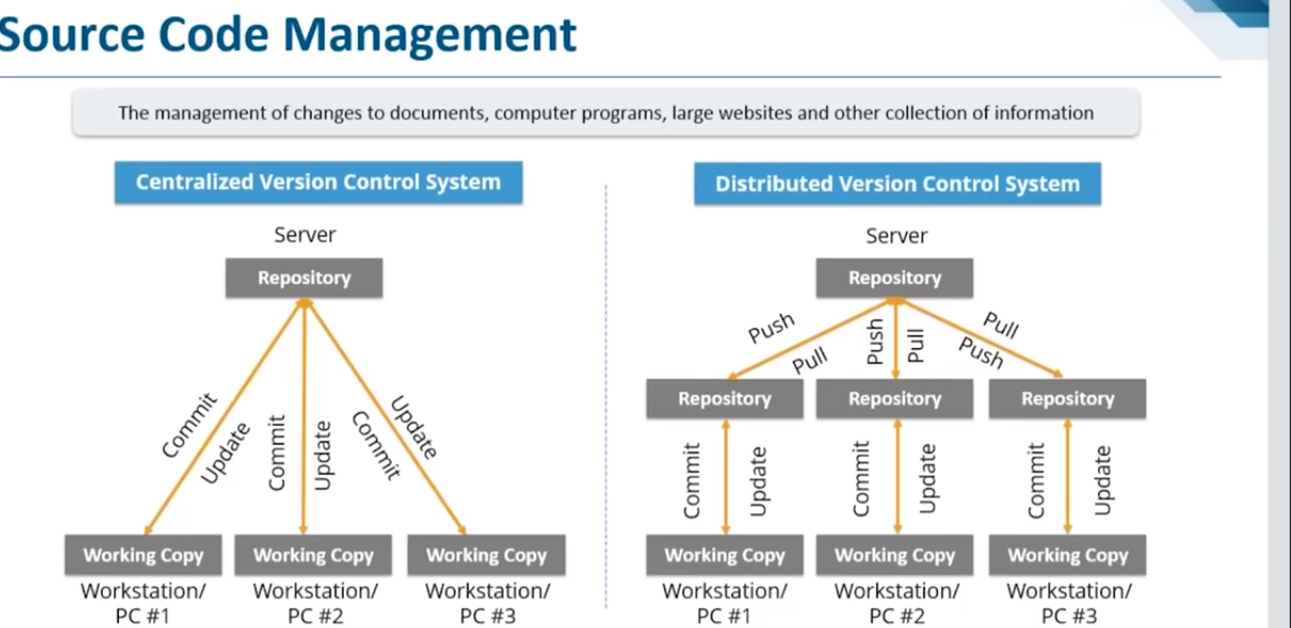 Source Code Management
The management of changes to documents, computer programs, large websites and other collection of information
Centralized Version Control System
Server
Repository
Commit
Update
Commit
Update
Commit
Update
Working Copy
Working Copy
Working Copy
Workstation/
PC #1
Workstation/
PC #2
Workstation/
PC #3
Distributed Version Control System
Server
Repository
Push
Pull
Push
Pull
Push
Pull
Repository
Repository
Repository
Commit
Update
Commit
Update
Commit
Update
Working Copy
Working Copy
Working Copy
Workstation/
PC #1
Workstation/
PC #2
Workstation/
PC #3